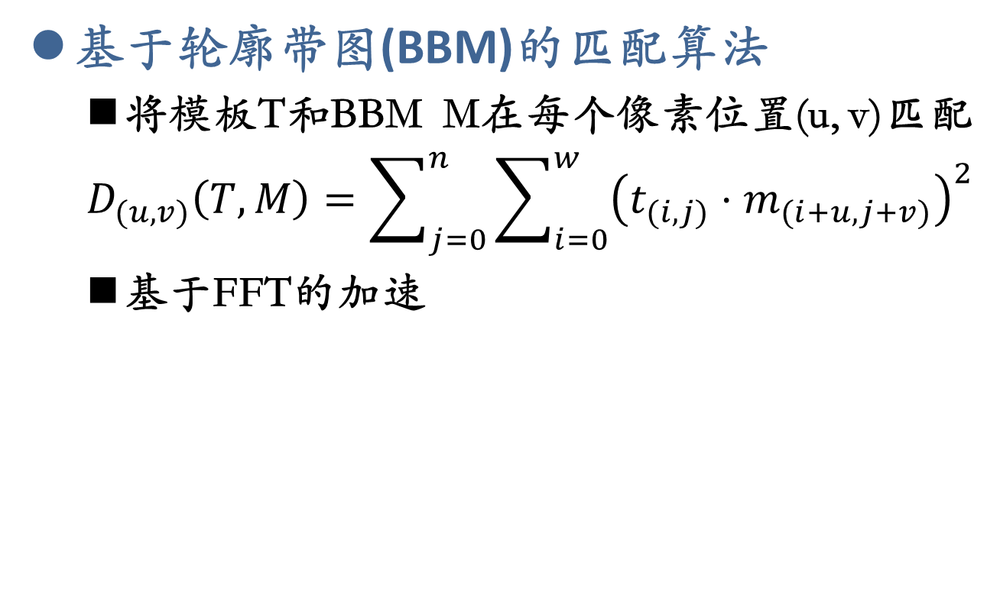 ● 基于轮廓带图(BBM)的匹配算法
■ 将模板T和BBM M在每个像素位置(u, v)匹配
D_{(u,v)}(T, M) = \sum_{j=0}^{n} \sum_{i=0}^{w} (t_{(i,j)} · m_{(i+u,j+v)})^2
■ 基于FFT的加速